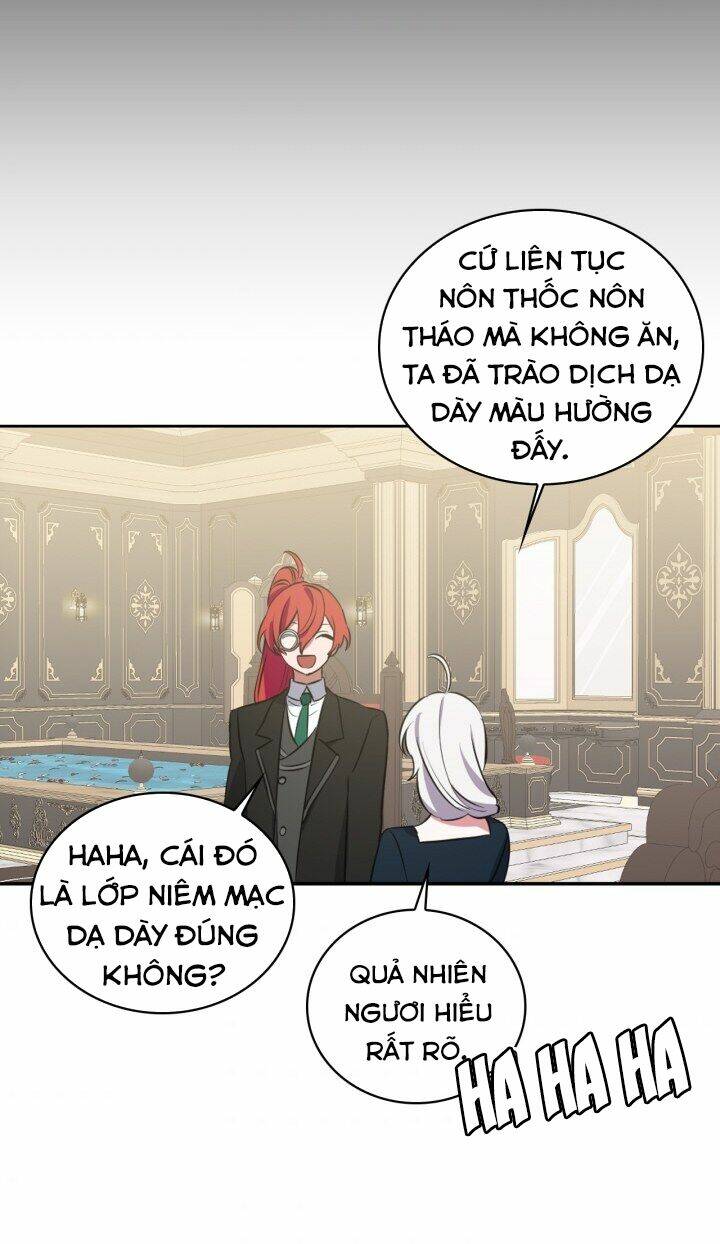 CỨ LIÊN TỤC
NÔN THỐC NÔN
THÁO MÀ KHÔNG ĂN,
TA ĐÃ TRÀO DỊCH DẠ
DÀY MÀU HƯỜNG
ĐẤY.
HAHA, CÁI ĐÓ
LÀ LỚP NIÊM MẠC
DẠ DÀY ĐÚNG
KHÔNG?
QUẢ NHIÊN
NGƯƠI HIỂU
RẤT RÕ.
HA HA HA